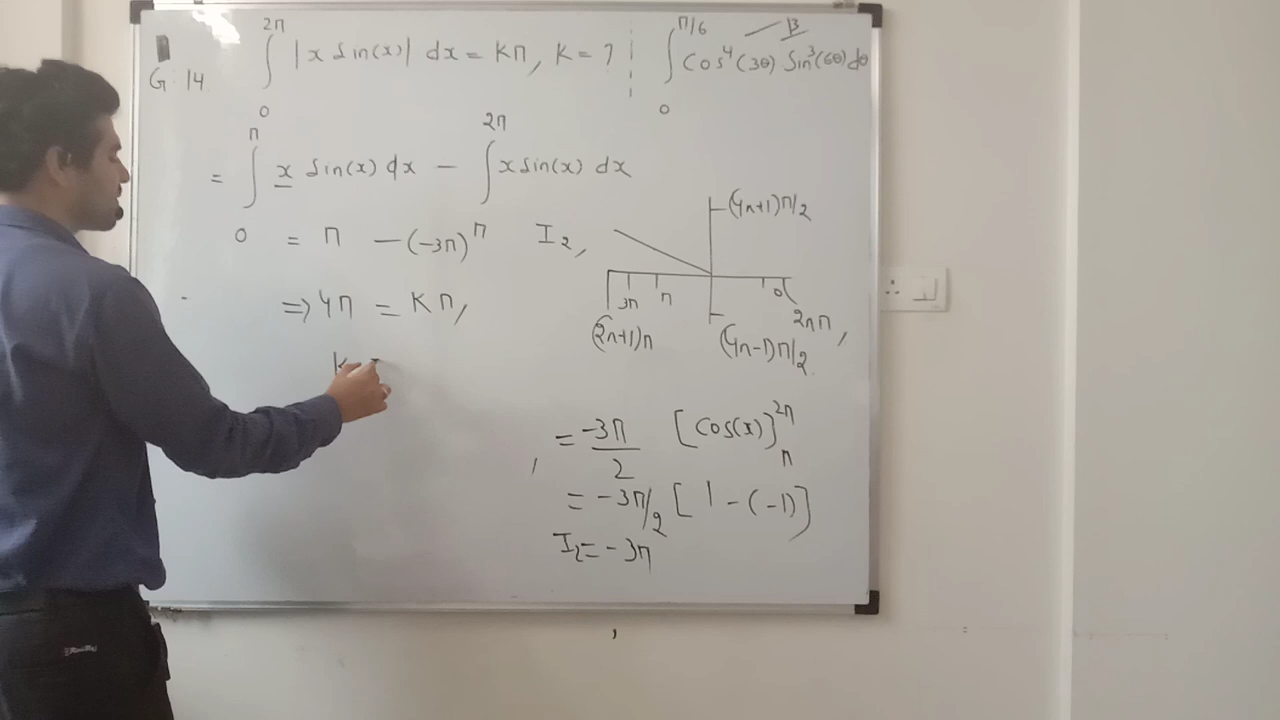 G: 14. ∫₀^{2π} |x Sin(x)| dx = Kπ, K = ? ∫₀^{π/6} Cos⁴(3θ) Sin³(6θ) dθ B
= ∫₀^π x Sin(x) dx − ∫_π^{2π} x Sin(x) dx
= π − (−3π)
⇒ 4π = Kπ,
K =
I₂,
(4n+1)π/2
3π π 0
(2n+1)π 2nπ,
(4n−1)π/2.
= −3π/2 [Cos(x)]_π^{2π}
= −3π/2 [1 − (−1)]
I₂ = −3π